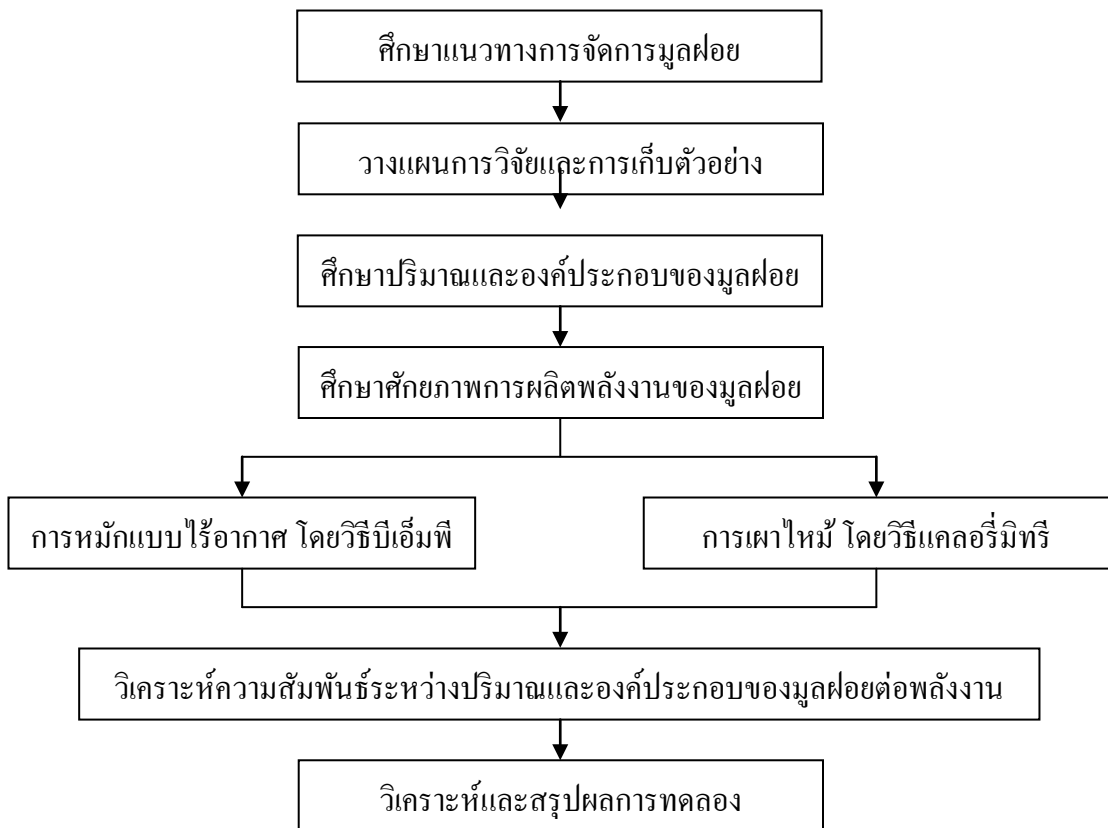 ศึกษาแนวทางการจัดการมูลฝอย
วางแผนการวิจัยและการเก็บตัวอย่าง
ศึกษาปริมาณและองค์ประกอบของมูลฝอย
ศึกษาศักยภาพการผลิตพลังงานของมูลฝอย
การหมักแบบไร้อากาศ โดยวิธีบีเอ็มพี
การเผาไหม้ โดยวิธีแคลอรี่มิทรี
วิเคราะห์ความสัมพันธ์ระหว่างปริมาณและองค์ประกอบของมูลฝอยต่อพลังงาน
วิเคราะห์และสรุปผลการทดลอง